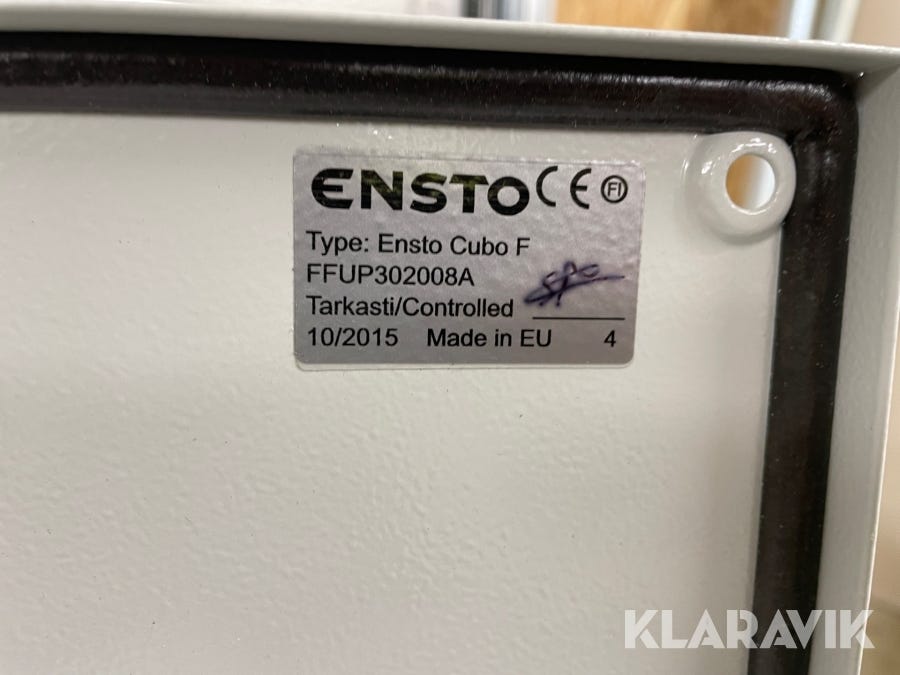 ENSTO CE FI
Type: Ensto Cubo F
FFUP302008A
Tarkasti/Controlled
10/2015 Made in EU 4
KLARAVIK